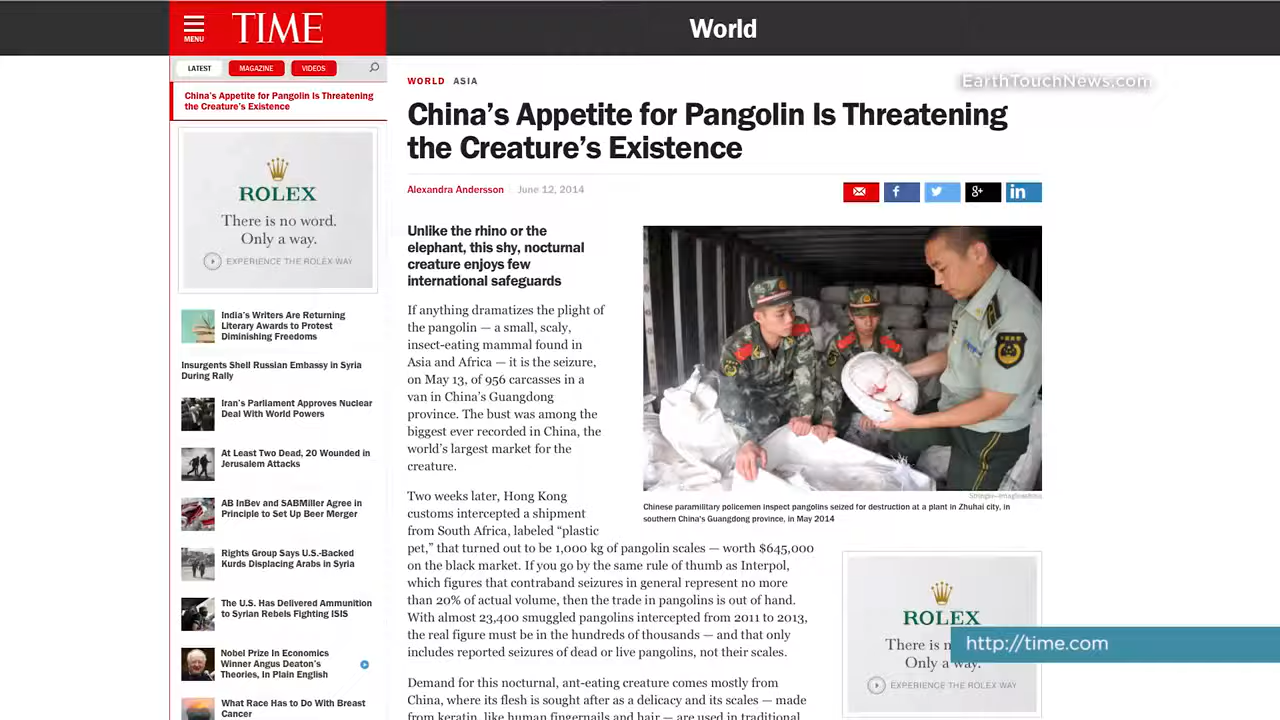 MENU
TIME
World
LATEST
MAGAZINE
VIDEOS
China's Appetite for Pangolin Is Threatening
the Creature's Existence
ROLEX
There is no word.
Only a way.
EXPERIENCE THE ROLEX WAY
India's Writers Are Returning
Literary Awards to Protest
Diminishing Freedoms
Insurgents Shell Russian Embassy in Syria
During Rally
Iran's Parliament Approves Nuclear
Deal With World Powers
At Least Two Dead, 20 Wounded in
Jerusalem Attacks
AB InBev and SABMiller Agree in
Principle to Set Up Beer Merger
Rights Group Says U.S.-Backed
Kurds Displacing Arabs in Syria
The U.S. Has Delivered Ammunition
to Syrian Rebels Fighting ISIS
Nobel Prize In Economics
Winner Angus Deaton's
Theories, In Plain English
What Race Has to Do With Breast
Cancer
WORLD ASIA
EarthTouchNews.com
China's Appetite for Pangolin Is Threatening
the Creature's Existence
Alexandra Andersson June 12, 2014
f
g+
in
Unlike the rhino or the
elephant, this shy, nocturnal
creature enjoys few
international safeguards
If anything dramatizes the plight of
the pangolin — a small, scaly,
insect-eating mammal found in
Asia and Africa — it is the seizure,
on May 13, of 956 carcasses in a
van in China's Guangdong
province. The bust was among the
biggest ever recorded in China, the
world's largest market for the
creature.
Chinese paramilitary policemen inspect pangolins seized for destruction at a plant in Zhuhai city, in
southern China's Guangdong province, in May 2014
Two weeks later, Hong Kong
customs intercepted a shipment
from South Africa, labeled “plastic
pet,” that turned out to be 1,000 kg of pangolin scales — worth $645,000
on the black market. If you go by the same rule of thumb as Interpol,
which figures that contraband seizures in general represent no more
than 20% of actual volume, then the trade in pangolins is out of hand.
With almost 23,400 smuggled pangolins intercepted from 2011 to 2013,
the real figure must be in the hundreds of thousands — and that only
includes reported seizures of dead or live pangolins, not their scales.
Demand for this nocturnal, ant-eating creature comes mostly from
China, where its flesh is sought after as a delicacy and its scales — made
from keratin, like human fingernails and hair — are used in traditional
ROLEX
There is n
Only a way.
EXPERIENCE THE ROLEX WAY
http://time.com